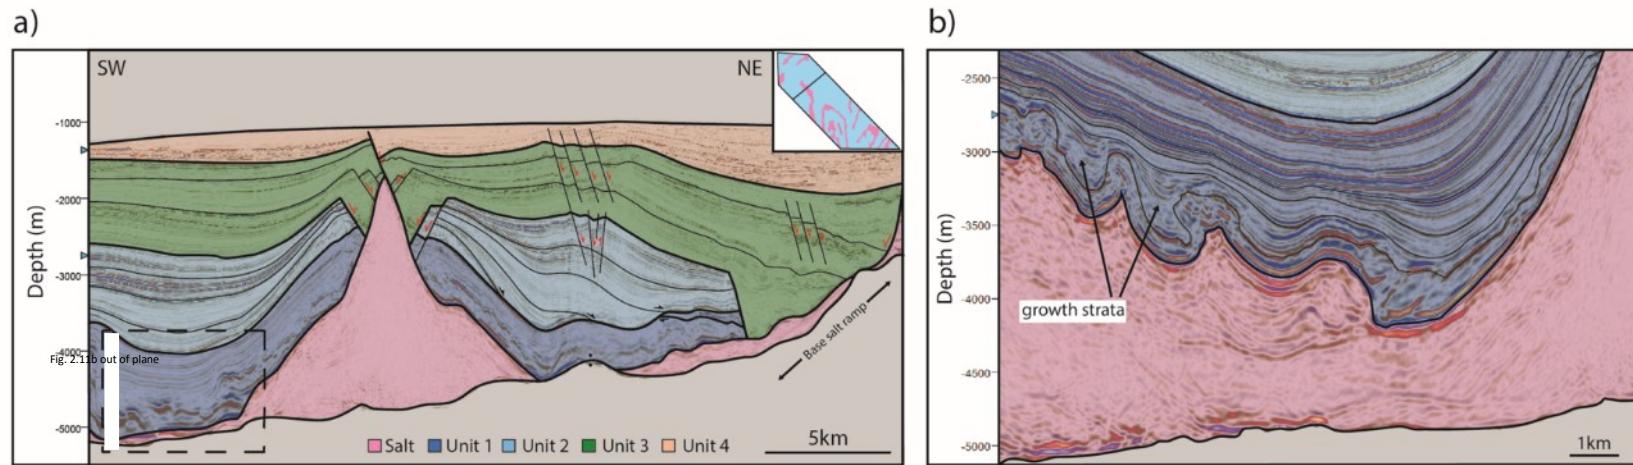 a)
SW
NE
-1000
-2000
-3000
-4000
-5000
Depth (m)
Fig. 2.11b out of plane
Base salt ramp
Salt
Unit 1
Unit 2
Unit 3
Unit 4
5km
b)
-2500
-3000
-3500
-4000
-4500
-5000
Depth (m)
growth strata
1km